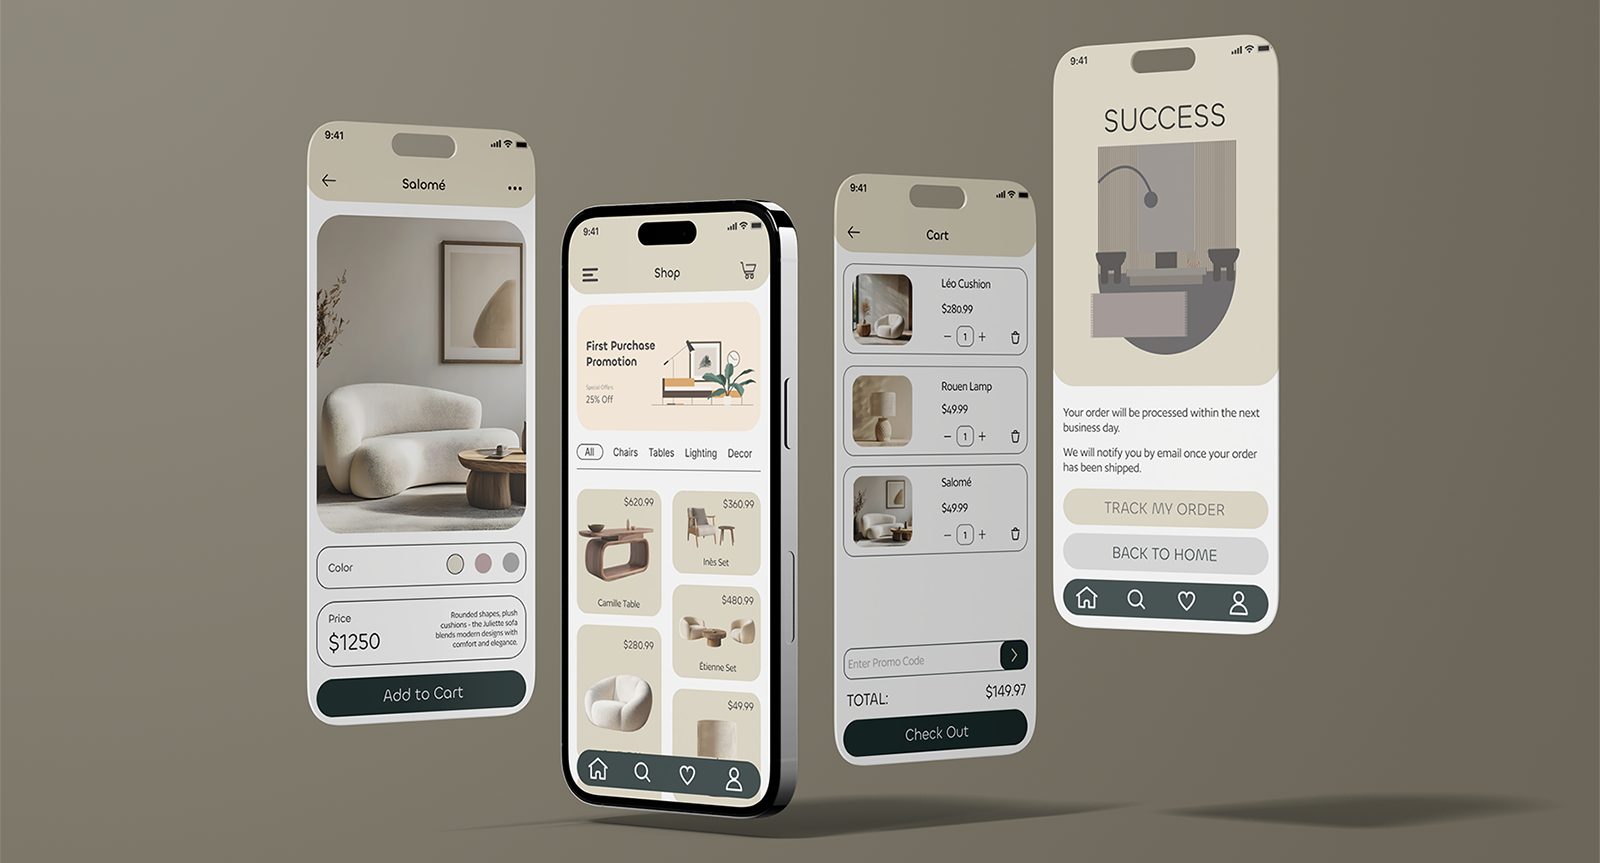 9:41
Salomé
Color
Price
$1250
Rounded shapes, plush
cushions - the Juliette sofa
blends modern designs with
comfort and elegance.
Add to Cart
9:41
Shop
First Purchase
Promotion
Special Offers
25% Off
All
Chairs
Tables
Lighting
Decor
$620.99
Camille Table
$360.99
Inès Set
$480.99
Étienne Set
$280.99
$49.99
9:41
Cart
Léo Cushion
$280.99
1
Rouen Lamp
$49.99
1
Salomé
$49.99
1
Enter Promo Code
TOTAL:
$149.97
Check Out
9:41
SUCCESS
Your order will be processed within the next
business day.
We will notify you by email once your order
has been shipped.
TRACK MY ORDER
BACK TO HOME